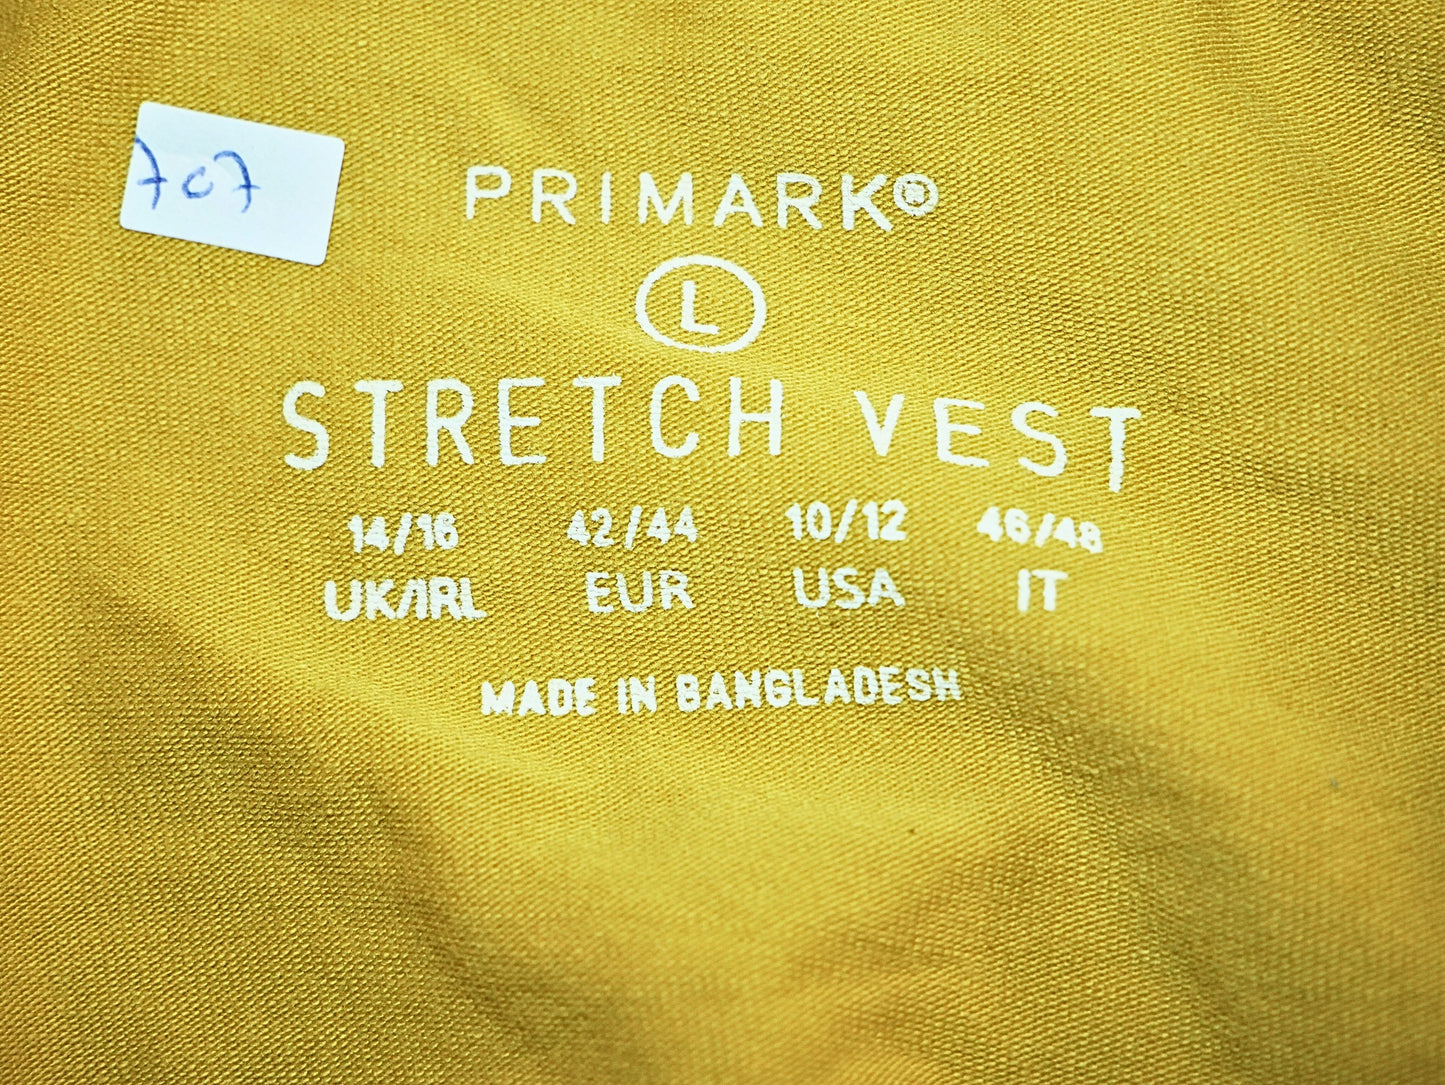 707
PRIMARK®
L
STRETCH VEST
14/16 42/44 10/12 46/48
UK/IRL EUR USA IT
MADE IN BANGLADESH